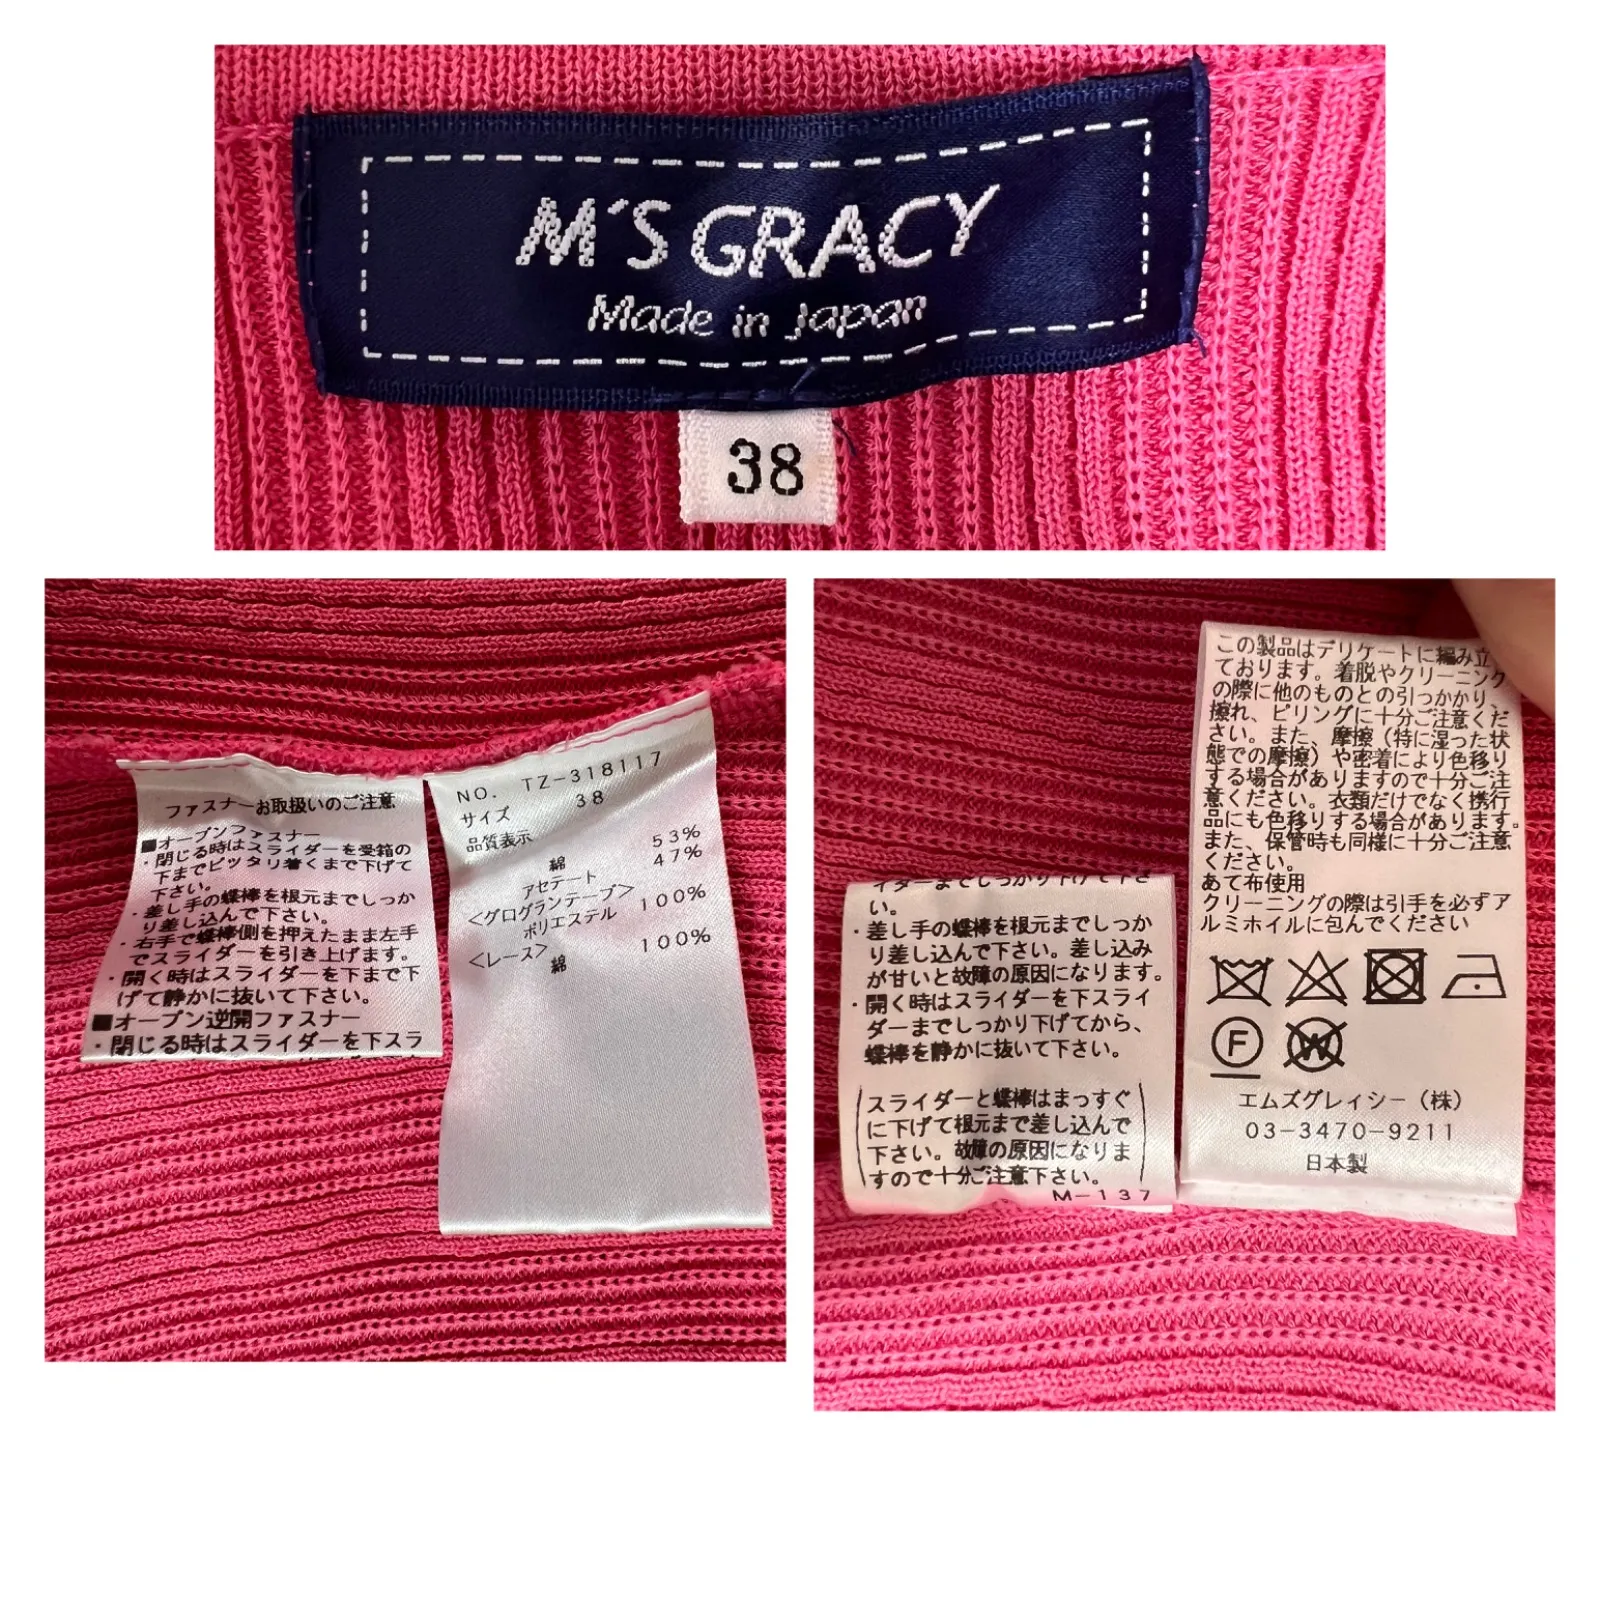 M'S GRACY
Made in Japan
38
ファスナーお取扱いのご注意
■オープンファスナー
・閉じる時はスライダーを受箱の
下までピッタリ着くまで下げて
下さい。
・差し手の蝶棒を根元までしっか
り差し込んで下さい。
・右手で蝶棒側を押えたまま左手
でスライダーを引き上げます。
・開く時はスライダーを下まで下
げて静かに抜いて下さい。
■オープン逆開ファスナー
・閉じる時はスライダーを下スラ
NO. TZ-318117
サイズ 38
品質表示
綿 53%
アセテート 47%
<グログランテープ>
ポリエステル 100%
<レース>
綿 100%
イダーまでしっかり下げて下さ
い。
・差し手の蝶棒を根元までしっか
り差し込んで下さい。差し込み
が甘いと故障の原因になります。
・開く時はスライダーを下スライ
ダーまでしっかり下げてから、
蝶棒を静かに抜いて下さい。
(スライダーと蝶棒はまっすぐ
に下げて根元まで差し込んで
下さい。故障の原因になりま
すので十分ご注意下さい。)
M-137
この製品はデリケートに編み立
ております。着脱やクリーニング
の際に他のものとの引っかかり、
擦れ、ピリングに十分ご注意くだ
さい。また、摩擦（特に湿った状
態での摩擦）や密着により色移り
する場合がありますので十分ご注
意ください。衣類だけでなく携行
品にも色移りする場合があります。
また、保管時も同様に十分ご注意
ください。
あて布使用
クリーニングの際は引手を必ずア
ルミホイルに包んでください
F
W
エムズグレィシー（株）
03-3470-9211
日本製